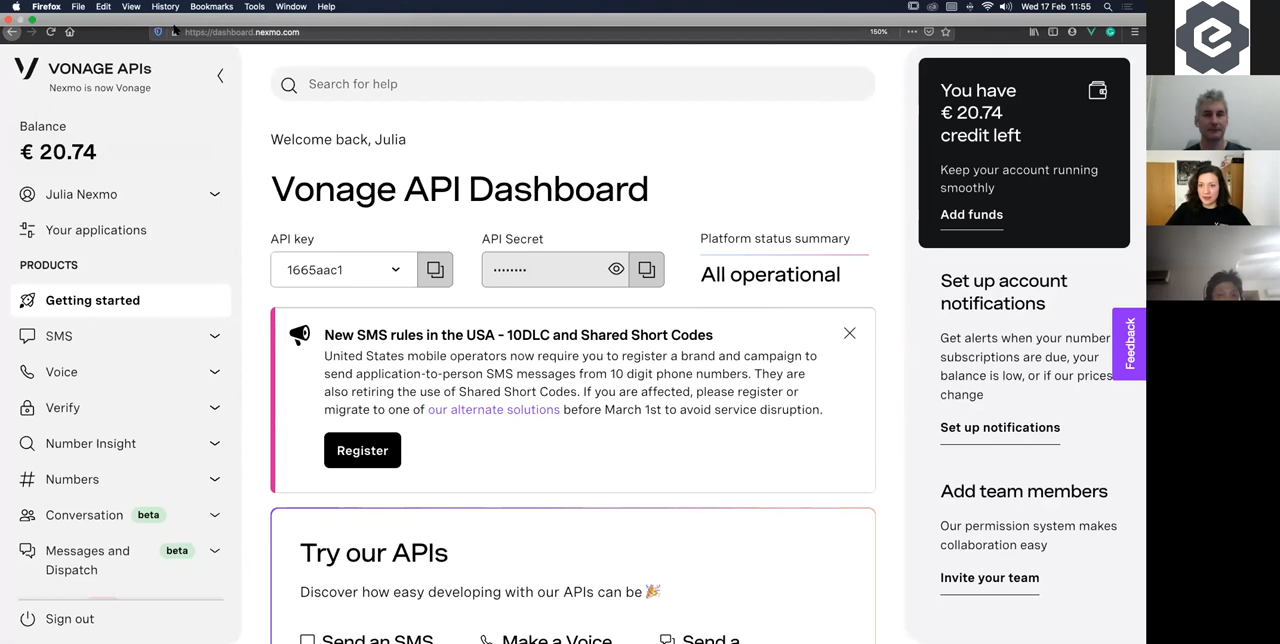 Firefox File Edit View History Bookmarks Tools Window Help
Wed 17 Feb 11:55
https://dashboard.nexmo.com
150%
VONAGE APIs
Nexmo is now Vonage
Balance
€ 20.74
Julia Nexmo
Your applications
PRODUCTS
Getting started
SMS
Voice
Verify
Number Insight
Numbers
Conversation beta
Messages and beta
Dispatch
Sign out
Search for help
Welcome back, Julia
Vonage API Dashboard
API key
1665aac1
API Secret
••••••••
Platform status summary
All operational
New SMS rules in the USA - 10DLC and Shared Short Codes
United States mobile operators now require you to register a brand and campaign to
send application-to-person SMS messages from 10 digit phone numbers. They are
also retiring the use of Shared Short Codes. If you are affected, please register or
migrate to one of our alternate solutions before March 1st to avoid service disruption.
Register
Try our APIs
Discover how easy developing with our APIs can be 🎉
Send an SMS Make a Voice Send a
You have
€ 20.74
credit left
Keep your account running
smoothly
Add funds
Set up account
notifications
Get alerts when your number
subscriptions are due, your
balance is low, or if our prices
change
Set up notifications
Add team members
Our permission system makes
collaboration easy
Invite your team
Feedback